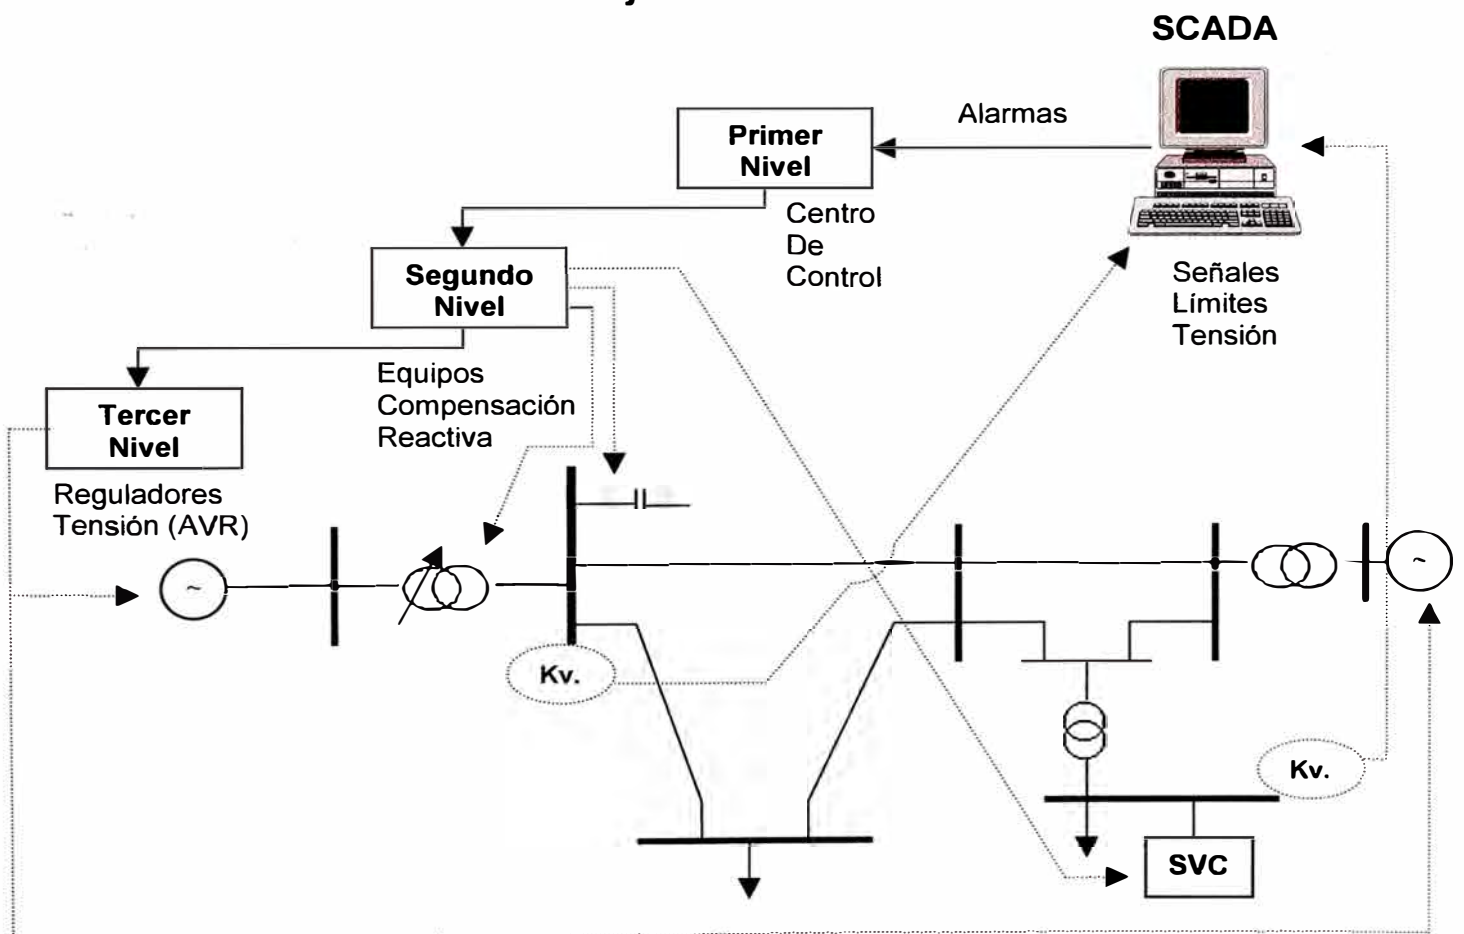 SCADA
Alarmas
Primer
Nivel
Centro
De
Control
Señales
Límites
Tensión
Segundo
Nivel
Equipos
Compensación
Reactiva
Tercer
Nivel
Reguladores
Tensión (AVR)
~
~
Kv.
Kv.
SVC